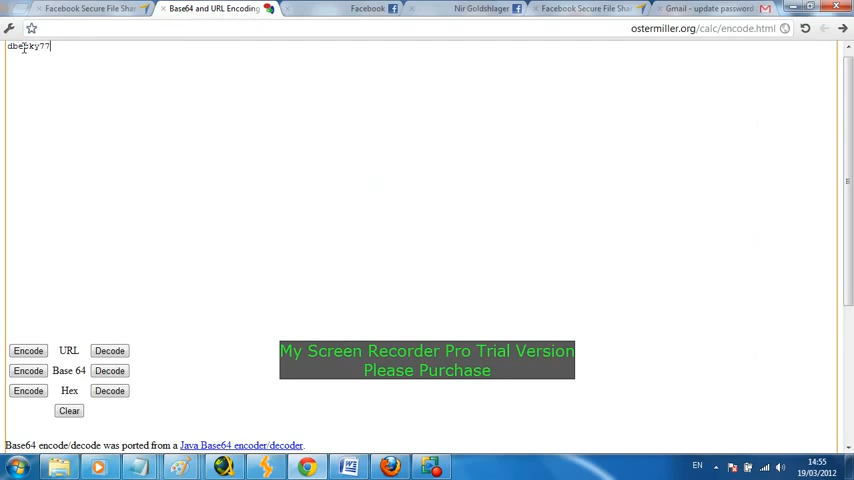 Facebook Secure File Shar
Base64 and URL Encoding
Facebook
Nir Goldshlager
Facebook Secure File Shar
Gmail - update password
ostermiller.org/calc/encode.html
Encode URL Decode
Encode Base 64 Decode
Encode Hex Decode
Clear
My Screen Recorder Pro Trial Version
Please Purchase
Base64 encode/decode was ported from a Java Base64 encoder/decoder.
EN
14:55
19/03/2012